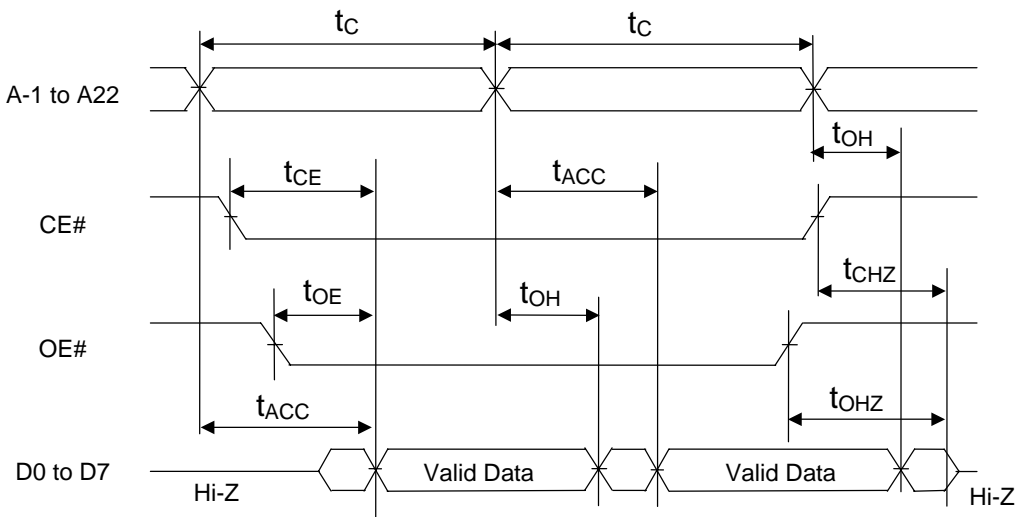 tC tC
A-1 to A22
tOH
tCE tACC
CE#
tCHZ
tOE tOH
OE#
tOHZ
tACC
D0 to D7 Valid Data Valid Data
Hi-Z Hi-Z